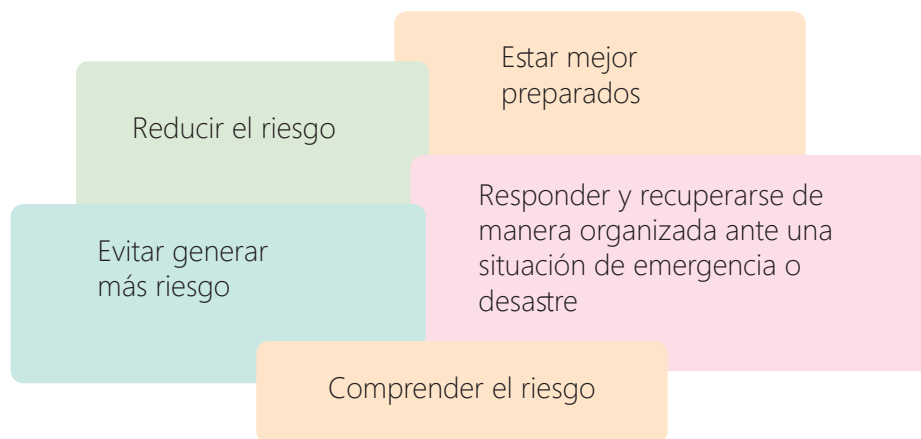 Estar mejor
preparados
Reducir el riesgo
Responder y recuperarse de
manera organizada ante una
situación de emergencia o
desastre
Evitar generar
más riesgo
Comprender el riesgo